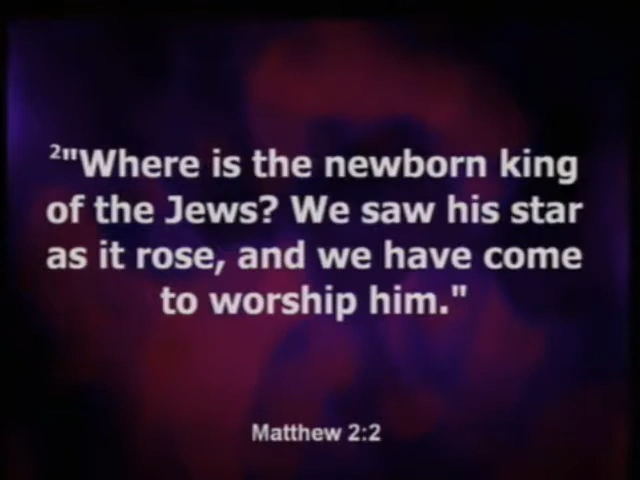 ²"Where is the newborn king
of the Jews? We saw his star
as it rose, and we have come
to worship him."
Matthew 2:2